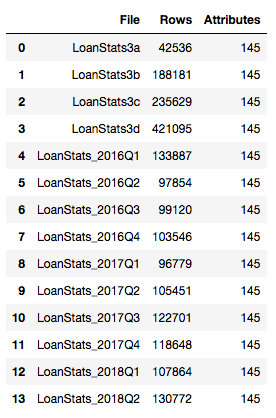 File Rows Attributes
0 LoanStats3a 42536 145
1 LoanStats3b 188181 145
2 LoanStats3c 235629 145
3 LoanStats3d 421095 145
4 LoanStats_2016Q1 133887 145
5 LoanStats_2016Q2 97854 145
6 LoanStats_2016Q3 99120 145
7 LoanStats_2016Q4 103546 145
8 LoanStats_2017Q1 96779 145
9 LoanStats_2017Q2 105451 145
10 LoanStats_2017Q3 122701 145
11 LoanStats_2017Q4 118648 145
12 LoanStats_2018Q1 107864 145
13 LoanStats_2018Q2 130772 145